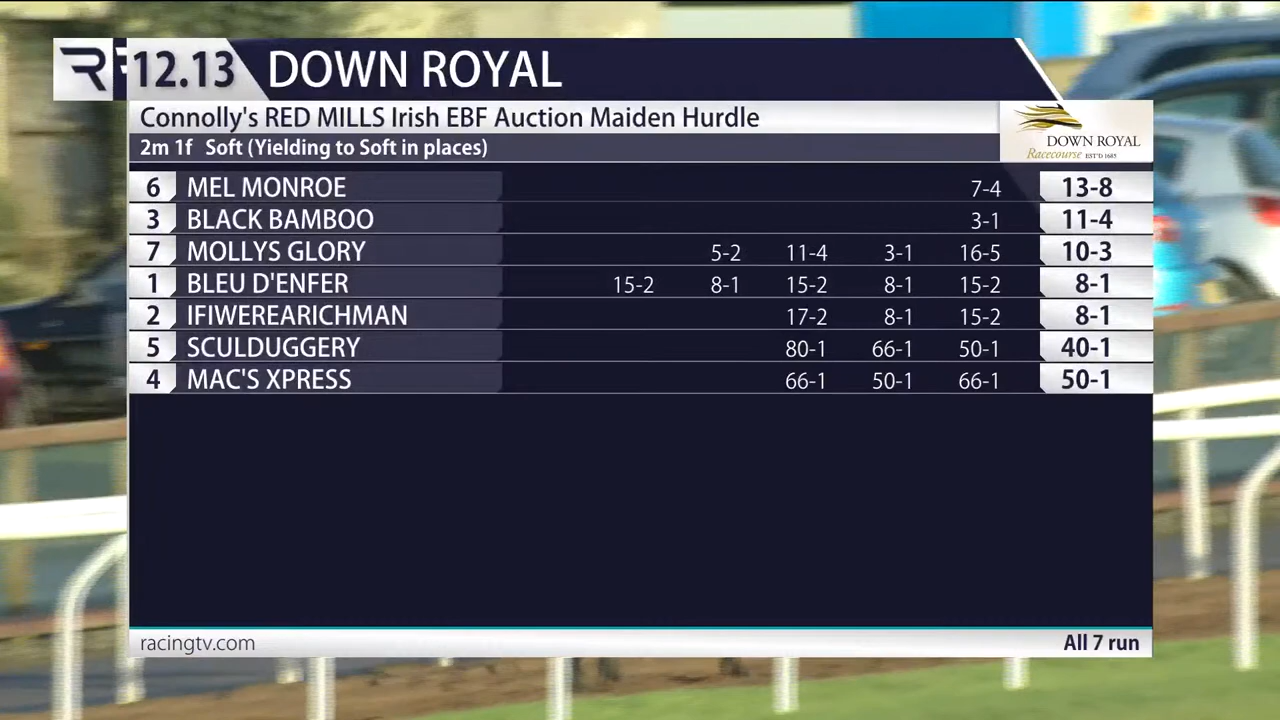 R 12.13 DOWN ROYAL
Connolly's RED MILLS Irish EBF Auction Maiden Hurdle
2m 1f Soft (Yielding to Soft in places)
DOWN ROYAL
Racecourse EST'D 1685
6 MEL MONROE 7-4 13-8
3 BLACK BAMBOO 3-1 11-4
7 MOLLYS GLORY 5-2 11-4 3-1 16-5 10-3
1 BLEU D'ENFER 15-2 8-1 15-2 8-1 15-2 8-1
2 IFIWEREARICHMAN 17-2 8-1 15-2 8-1
5 SCULDUGGERY 80-1 66-1 50-1 40-1
4 MAC'S XPRESS 66-1 50-1 66-1 50-1
racingtv.com All 7 run